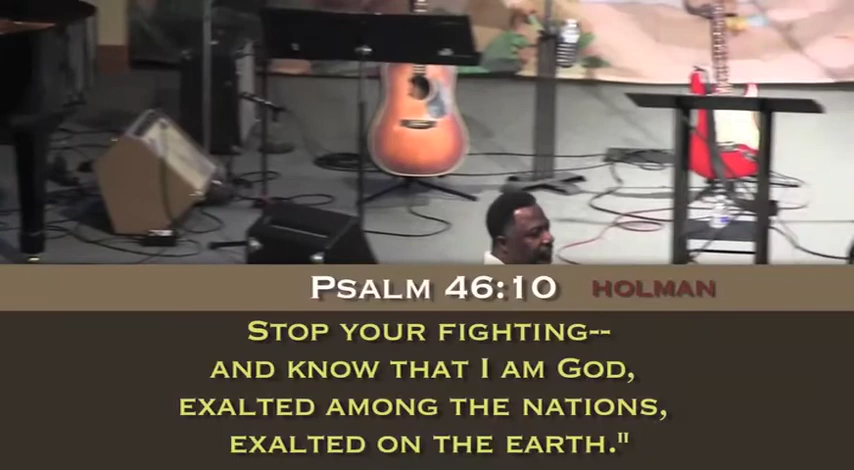 Psalm 46:10 HOLMAN
Stop your fighting--
and know that I am God,
exalted among the nations,
exalted on the earth."